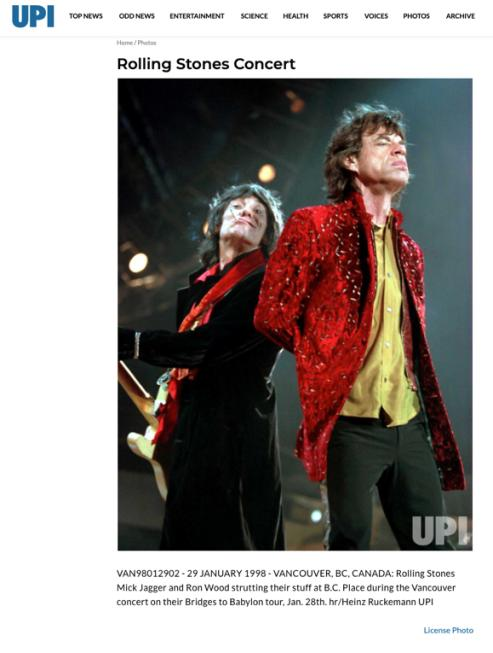 UPI TOP NEWS ODD NEWS ENTERTAINMENT SCIENCE HEALTH SPORTS VOICES PHOTOS ARCHIVE
Home / Photos
Rolling Stones Concert
UPI
VAN98012902 - 29 JANUARY 1998 - VANCOUVER, BC, CANADA: Rolling Stones
Mick Jagger and Ron Wood strutting their stuff at B.C. Place during the Vancouver
concert on their Bridges to Babylon tour, Jan. 28th. hr/Heinz Ruckemann UPI
License Photo